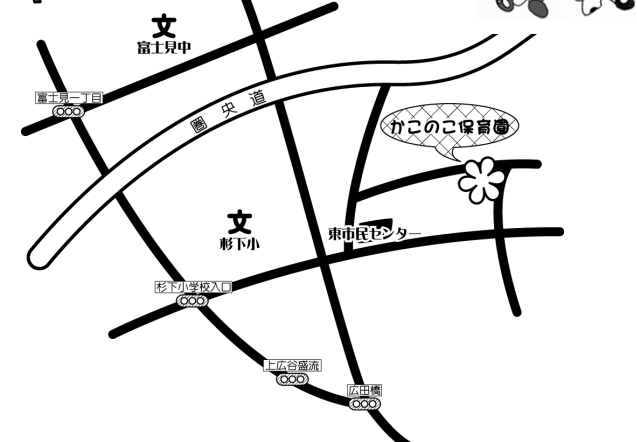 文
富士見中
富士見一丁目
圏央道
かこのこ保育園
文
杉下小
東市民センター
杉下小学校入口
上広谷盛流
広田橋